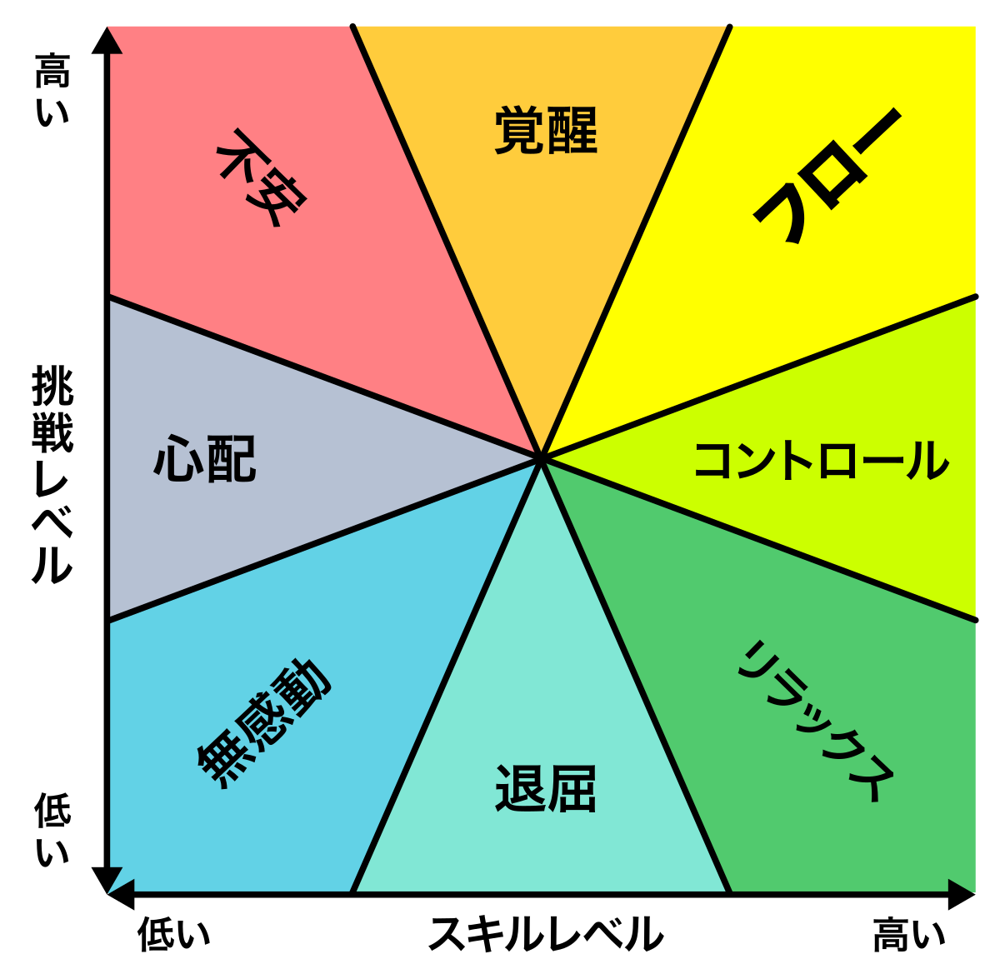 高い
不安
覚醒
フロー
挑戦レベル
心配
コントロール
無感動
退屈
リラックス
低い
低い
スキルレベル
高い